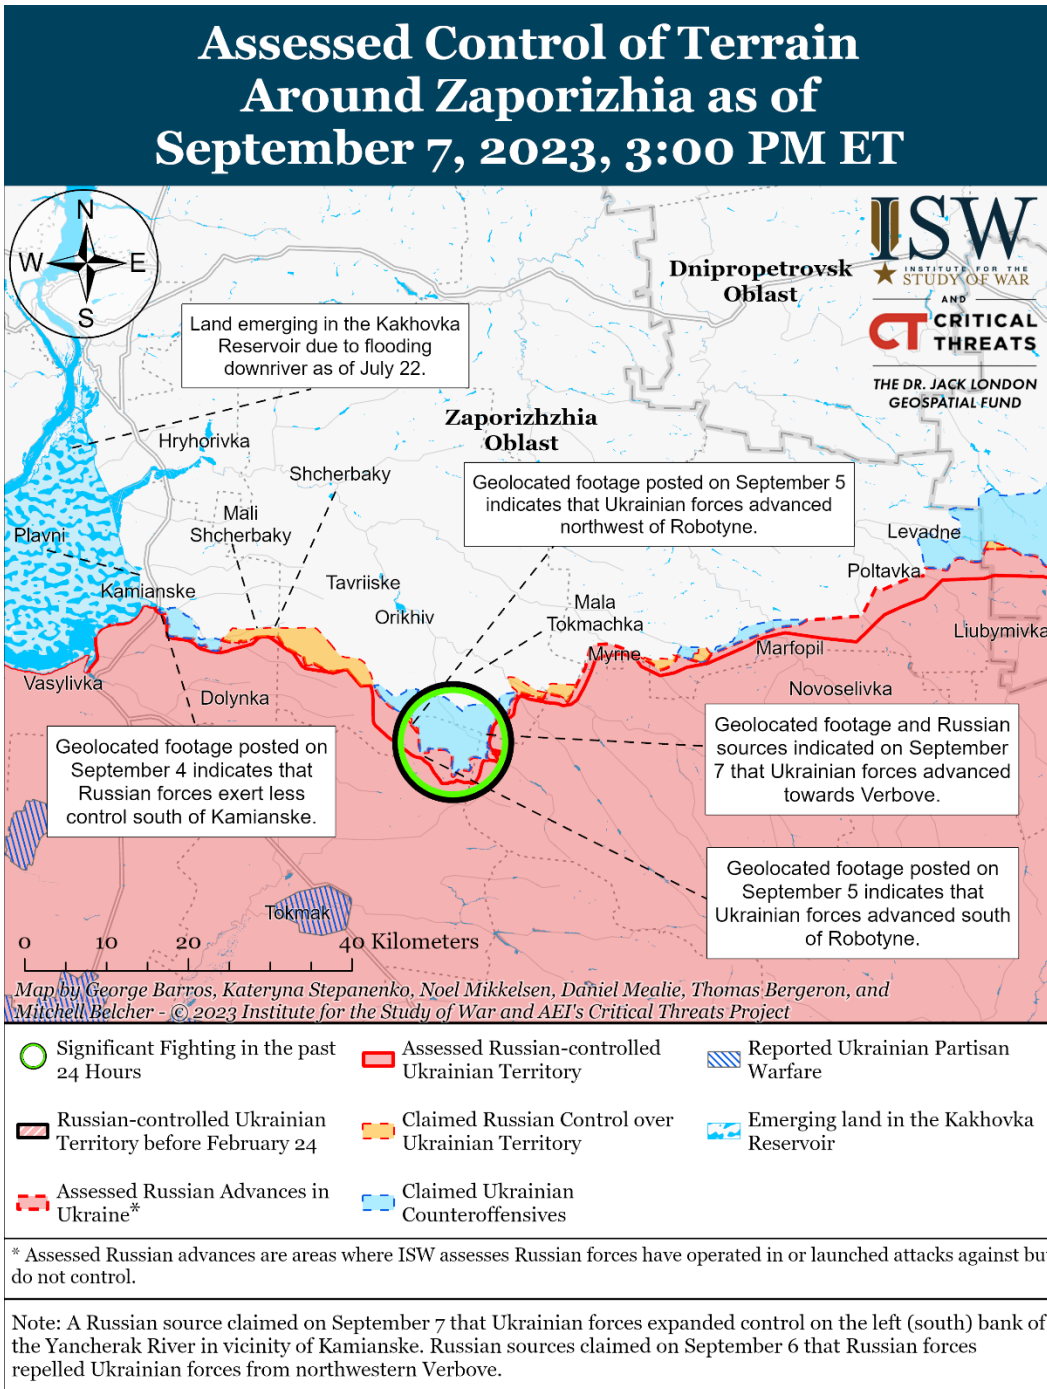 Assessed Control of Terrain
Around Zaporizhia as of
September 7, 2023, 3:00 PM ET
N
W
E
S
ISW
INSTITUTE FOR THE
STUDY OF WAR
AND
CT CRITICAL
THREATS
THE DR. JACK LONDON
GEOSPATIAL FUND
Dnipropetrovsk
Oblast
Land emerging in the Kakhovka
Reservoir due to flooding
downriver as of July 22.
Zaporizhzhia
Oblast
Hryhorivka
Shcherbaky
Geolocated footage posted on September 5
indicates that Ukrainian forces advanced
northwest of Robotyne.
Mali
Shcherbaky
Plavni
Levadne
Poltavka
Kamianske
Tavriiske
Orikhiv
Mala
Tokmachka
Liubymivka
Myrne
Marfopil
Vasylivka
Dolynka
Novoselivka
Geolocated footage posted on
September 4 indicates that
Russian forces exert less
control south of Kamianske.
Geolocated footage and Russian
sources indicated on September
7 that Ukrainian forces advanced
towards Verbove.
Geolocated footage posted on
September 5 indicates that
Ukrainian forces advanced south
of Robotyne.
Tokmak
0 10 20 40 Kilometers
Map by George Barros, Kateryna Stepanenko, Noel Mikkelsen, Daniel Mealie, Thomas Bergeron, and
Mitchell Belcher - © 2023 Institute for the Study of War and AEI's Critical Threats Project
Significant Fighting in the past
24 Hours
Assessed Russian-controlled
Ukrainian Territory
Reported Ukrainian Partisan
Warfare
Russian-controlled Ukrainian
Territory before February 24
Claimed Russian Control over
Ukrainian Territory
Emerging land in the Kakhovka
Reservoir
Assessed Russian Advances in
Ukraine*
Claimed Ukrainian
Counteroffensives
* Assessed Russian advances are areas where ISW assesses Russian forces have operated in or launched attacks against but
do not control.
Note: A Russian source claimed on September 7 that Ukrainian forces expanded control on the left (south) bank of
the Yancherak River in vicinity of Kamianske. Russian sources claimed on September 6 that Russian forces
repelled Ukrainian forces from northwestern Verbove.